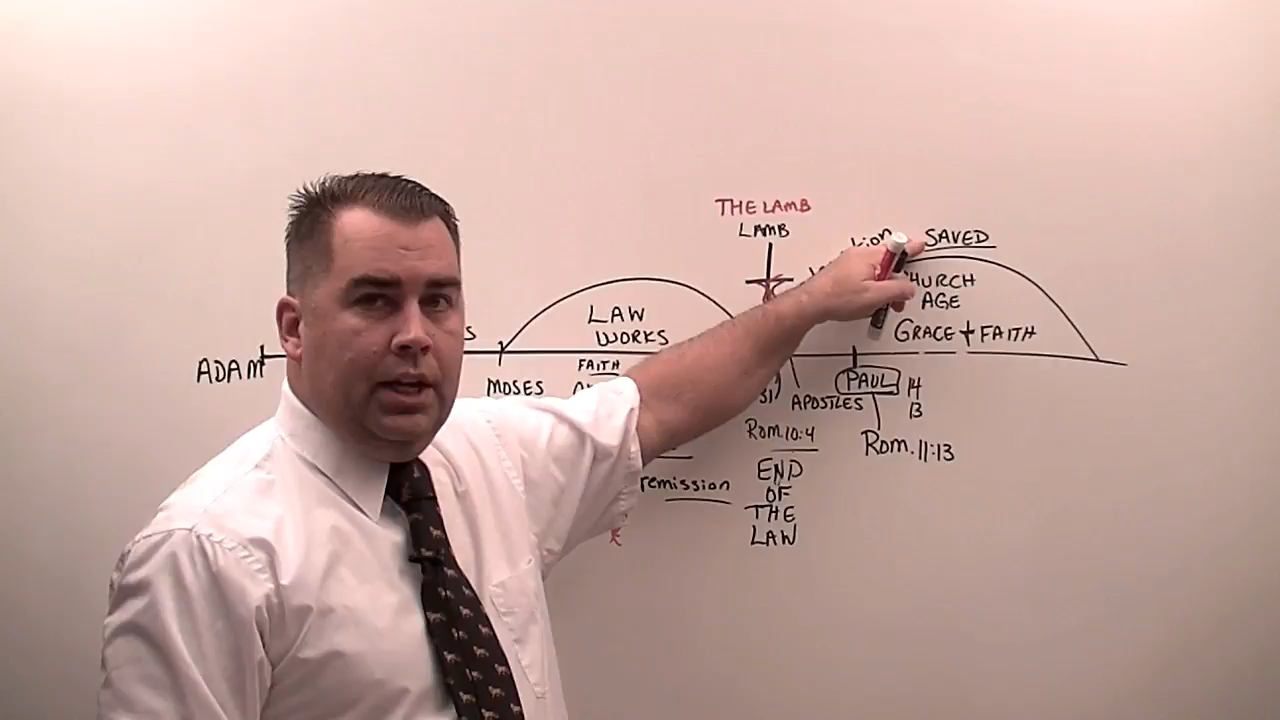 THE LAMB
LAMB
SAVED
AGE
GRACE + FAITH
LAW
WORKS
ADAM
MOSES
FAITH
APOSTLES
PAUL
14
13
Rom. 10:4
Rom. 11:13
remission
END
OF
THE
LAW